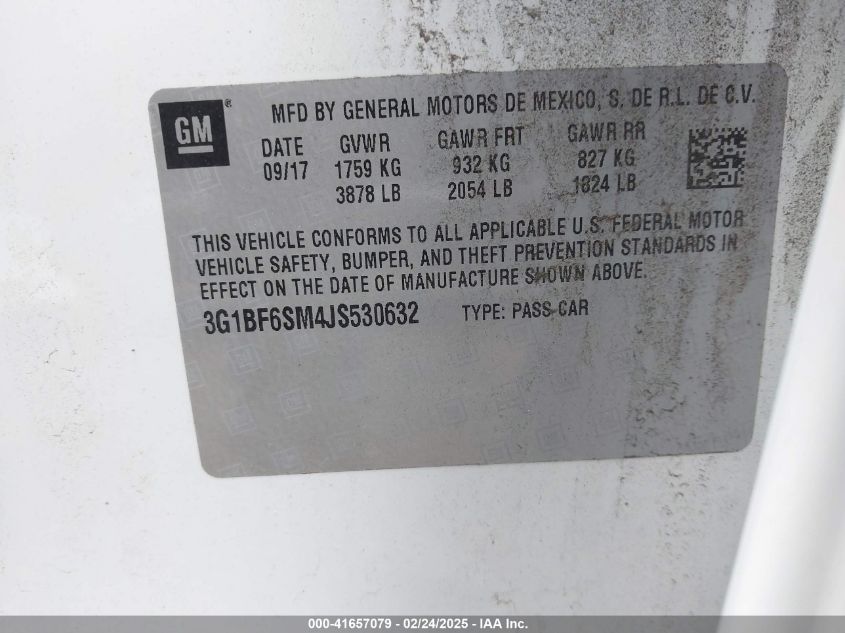 GM ®
MFD BY GENERAL MOTORS DE MEXICO, S. DE R.L. DE C.V.
DATE GVWR GAWR FRT GAWR RR
09/17 1759 KG 932 KG 827 KG
3878 LB 2054 LB 1824 LB
THIS VEHICLE CONFORMS TO ALL APPLICABLE U.S. FEDERAL MOTOR
VEHICLE SAFETY, BUMPER, AND THEFT PREVENTION STANDARDS IN
EFFECT ON THE DATE OF MANUFACTURE SHOWN ABOVE.
3G1BF6SM4JS530632 TYPE: PASS CAR
000-41657079 - 02/24/2025 - IAA Inc.